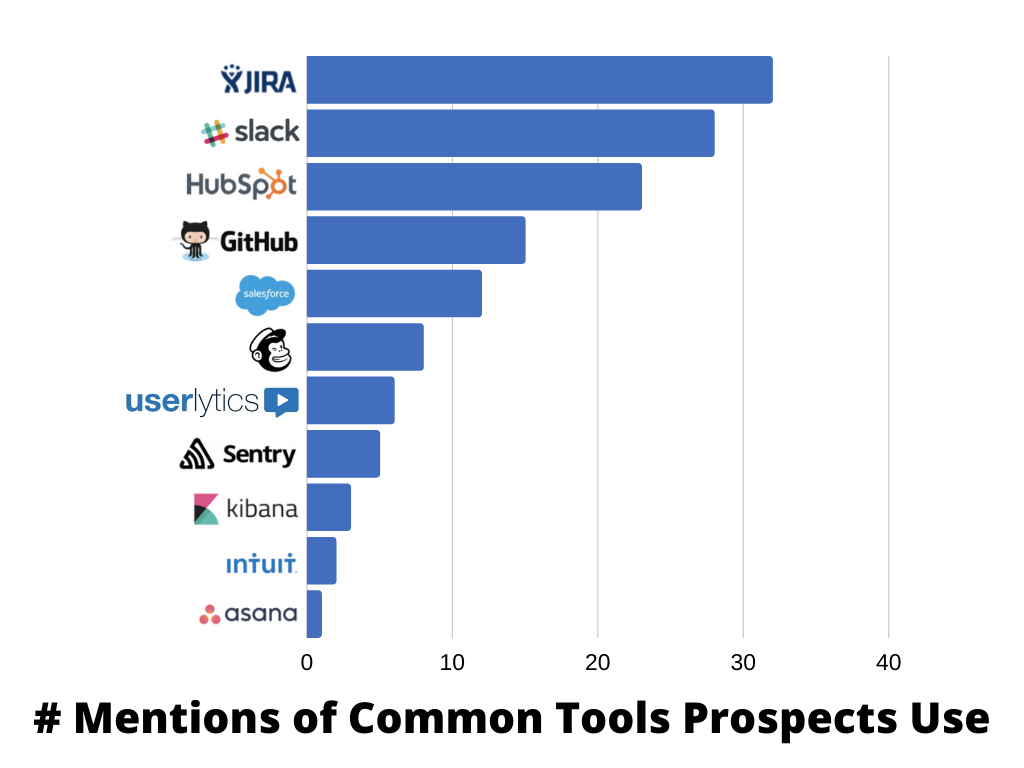 JIRA
slack
HubSpot
GitHub
salesforce
userlytics
Sentry
kibana
intuit
asana
0 10 20 30 40
# Mentions of Common Tools Prospects Use